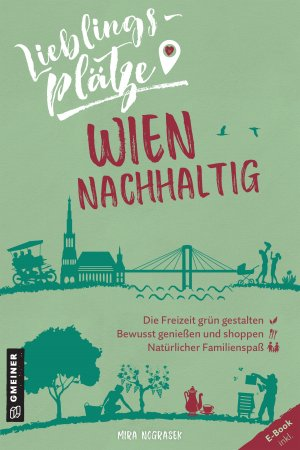 Lieblings-
plätze
WIEN
NACHHALTIG
Die Freizeit grün gestalten
Bewusst genießen und shoppen
Natürlicher Familienspaß
GMEINER
E-Book
inkl.
MIRA NOGRASEK